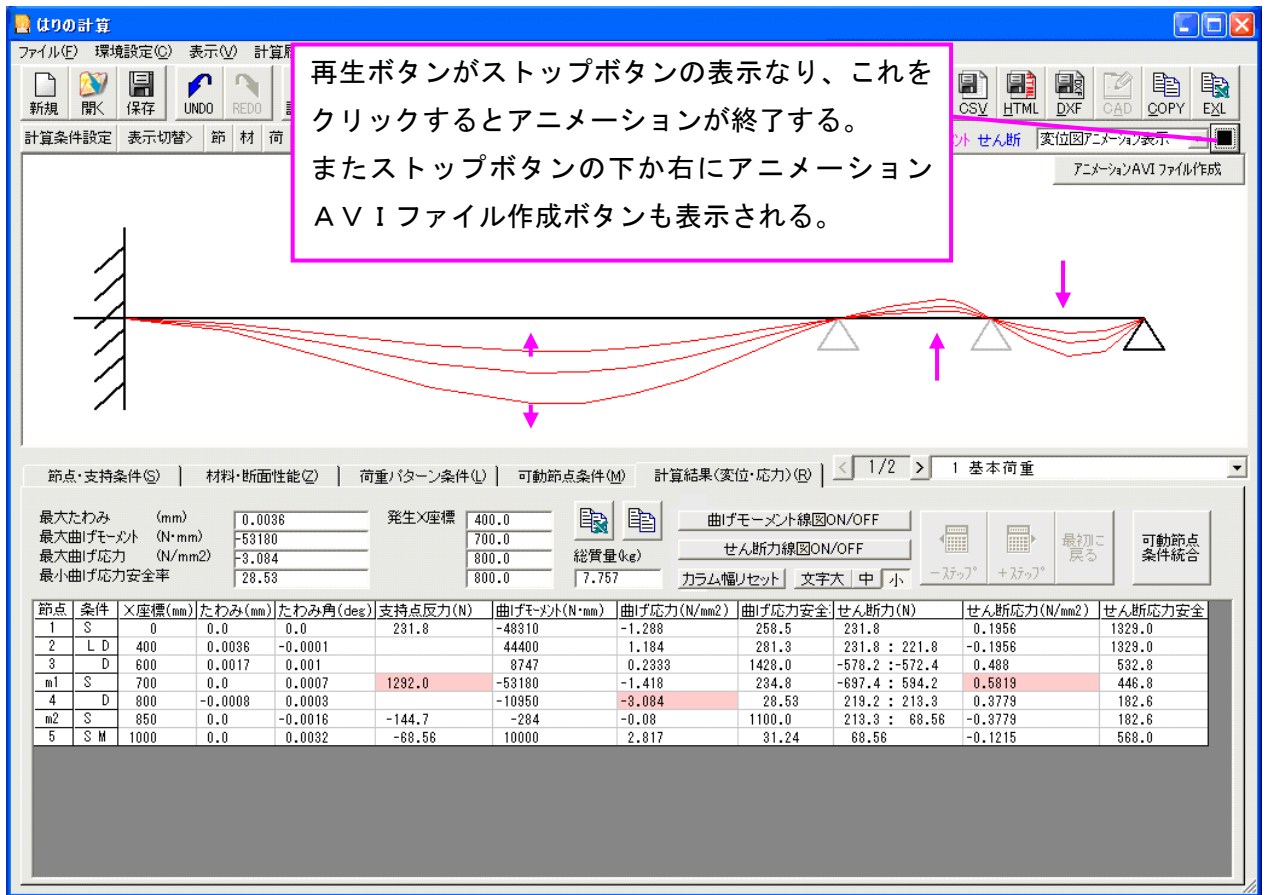 はりの計算
ファイル(F) 環境設定(C) 表示(V)
新規 開く 保存 UNDO REDO CSV HTML DXF CAD COPY EXL
再生ボタンがストップボタンの表示なり、これを
クリックするとアニメーションが終了する。
またストップボタンの下か右にアニメーション
ＡＶＩファイル作成ボタンも表示される。
計算条件設定 表示切替> 節 材 荷 せん断 変位図アニメーション表示
アニメーションAVIファイル作成
節点・支持条件(S) 材料・断面性能(Z) 荷重パターン条件(L) 可動節点条件(M) 計算結果(変位・応力)(R) < 1/2 > 1 基本荷重
最大たわみ (mm) 0.0036 発生X座標 400.0
最大曲げモーメント (N・mm) -53180 700.0
最大曲げ応力 (N/mm2) -3.084 800.0
最小曲げ応力安全率 28.53 800.0
総質量(kg)
7.757
曲げモーメント線図ON/OFF
せん断力線図ON/OFF
カラム幅リセット 文字大 中 小
－ステップ ＋ステップ 最初に戻る
可動節点
条件統合
節点 条件 X座標(mm) たわみ(mm) たわみ角(deg) 支持点反力(N) 曲げモーメント(N・mm) 曲げ応力(N/mm2) 曲げ応力安全 せん断力(N) せん断応力(N/mm2) せん断応力安全
1 S 0 0.0 0.0 231.8 -48310 -1.288 258.5 231.8 0.1956 1329.0
2 L D 400 0.0036 -0.0001 44400 1.184 281.3 231.8 : 221.8 -0.1956 1329.0
3 D 600 0.0017 0.001 8747 0.2333 1428.0 -578.2 :-572.4 0.488 532.8
m1 S 700 0.0 0.0007 1292.0 -53180 -1.418 234.8 -697.4 : 594.2 0.5819 446.8
4 D 800 -0.0008 0.0003 -10950 -3.084 28.53 219.2 : 213.3 0.3779 182.6
m2 S 850 0.0 -0.0016 -144.7 -284 -0.08 1100.0 213.3 : 68.56 -0.3779 182.6
5 S M 1000 0.0 0.0032 -68.56 10000 2.817 31.24 68.56 -0.1215 568.0